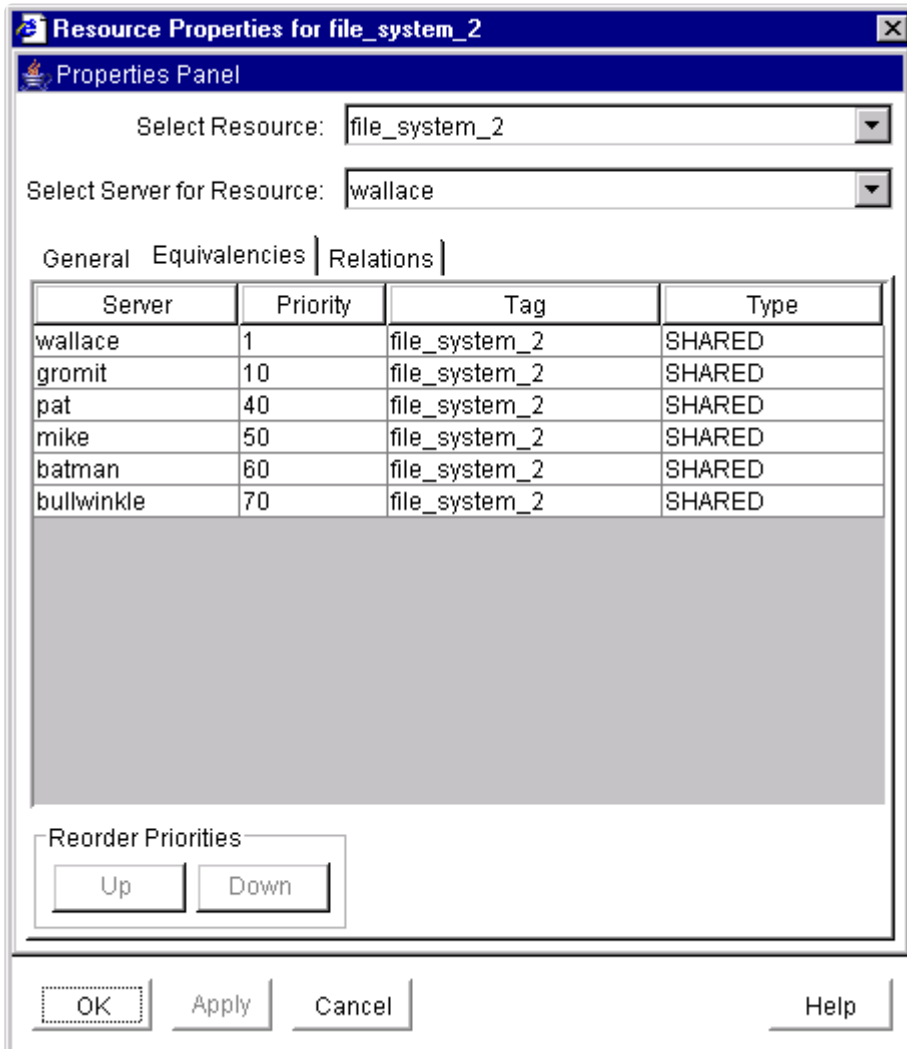 Resource Properties for file_system_2
Properties Panel
Select Resource: file_system_2
Select Server for Resource: wallace
General Equivalencies Relations
Server Priority Tag Type
wallace 1 file_system_2 SHARED
gromit 10 file_system_2 SHARED
pat 40 file_system_2 SHARED
mike 50 file_system_2 SHARED
batman 60 file_system_2 SHARED
bullwinkle 70 file_system_2 SHARED
Reorder Priorities
Up Down
OK Apply Cancel Help